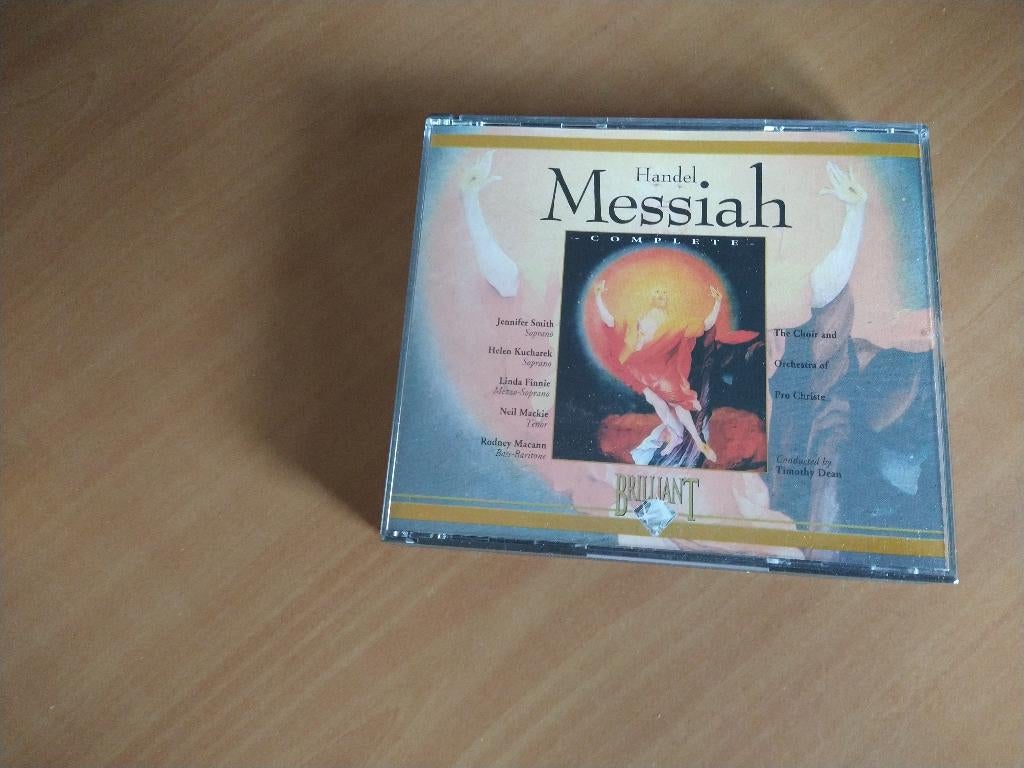 Handel
Messiah
- COMPLETE -
Jennifer Smith
Soprano
Helen Kucharek
Soprano
Linda Finnie
Mezzo-Soprano
Neil Mackie
Tenor
Rodney Macann
Bass-Baritone
The Choir and
Orchestra of
Pro Christe
Conducted by
Timothy Dean
BRILLIANT